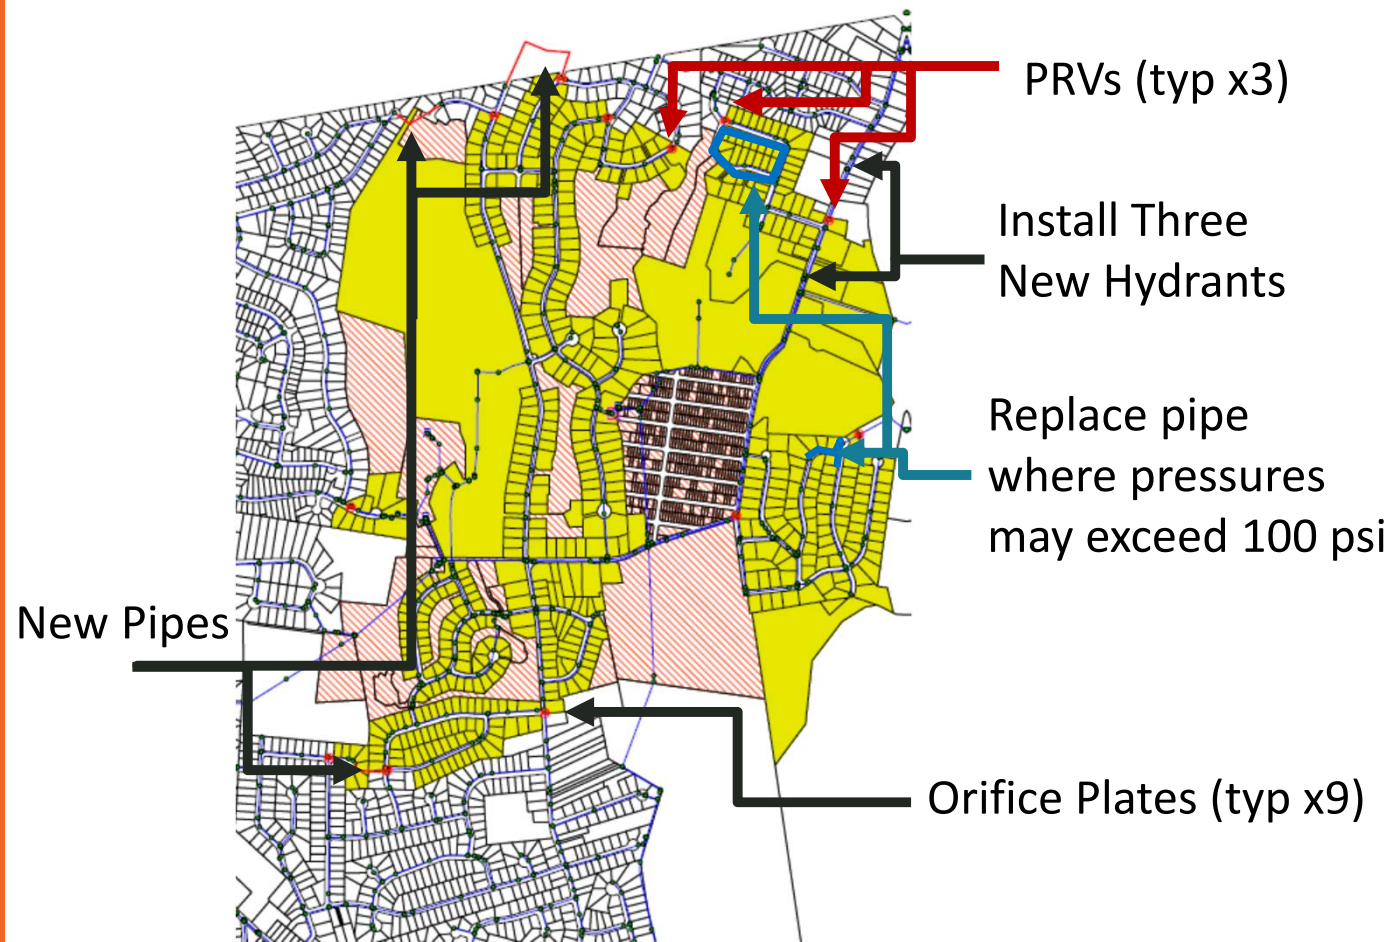 PRVs (typ x3)
Install Three
New Hydrants
Replace pipe
where pressures
may exceed 100 psi
New Pipes
Orifice Plates (typ x9)